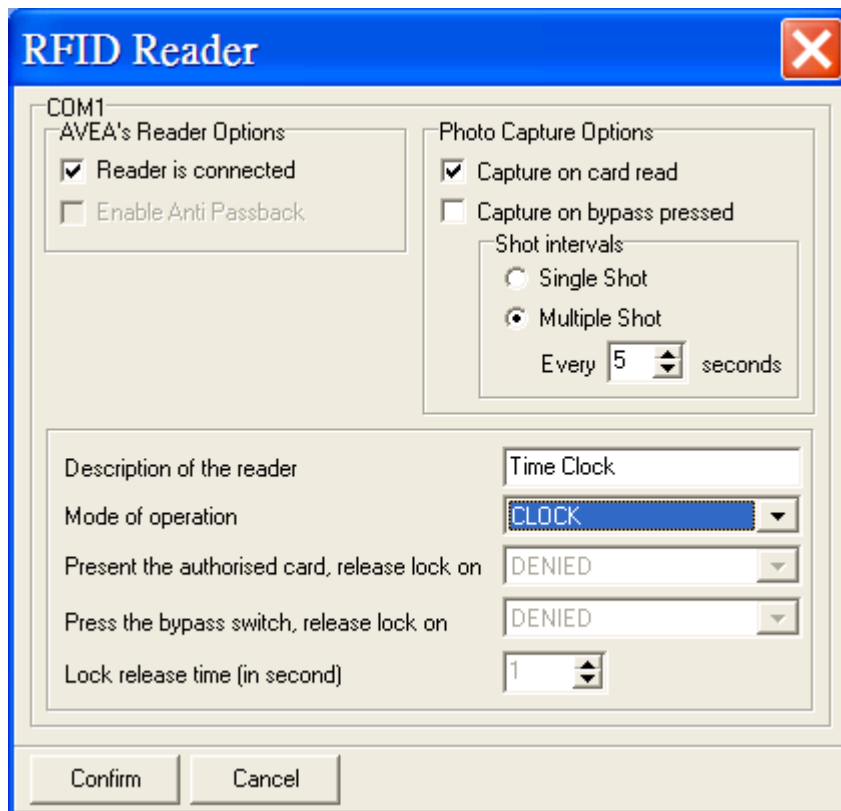 RFID Reader
COM1
AVEA's Reader Options
Reader is connected
Enable Anti Passback
Photo Capture Options
Capture on card read
Capture on bypass pressed
Shot intervals
Single Shot
Multiple Shot
Every 5 seconds
Description of the reader Time Clock
Mode of operation CLOCK
Present the authorised card, release lock on DENIED
Press the bypass switch, release lock on DENIED
Lock release time (in second) 1
Confirm Cancel